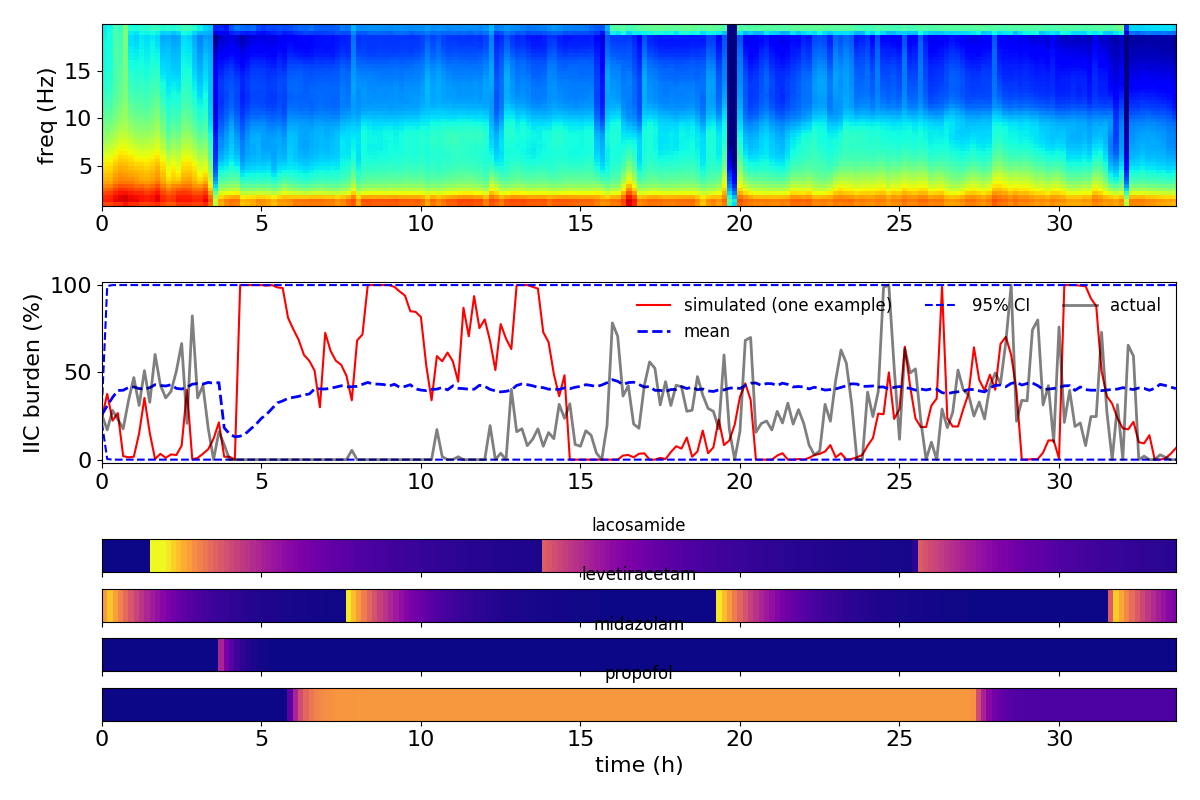 freq (Hz)
15
10
5
0 5 10 15 20 25 30
IIC burden (%)
100
50
0
simulated (one example) 95% CI actual
mean
0 5 10 15 20 25 30
lacosamide
levetiracetam
midazolam
propofol
0 5 10 15 20 25 30
time (h)